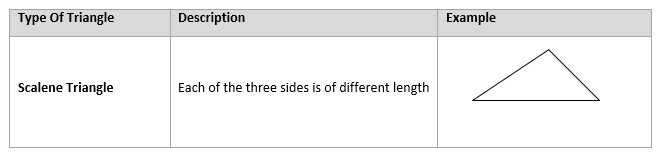 Type Of Triangle Description Example
Scalene Triangle Each of the three sides is of different length